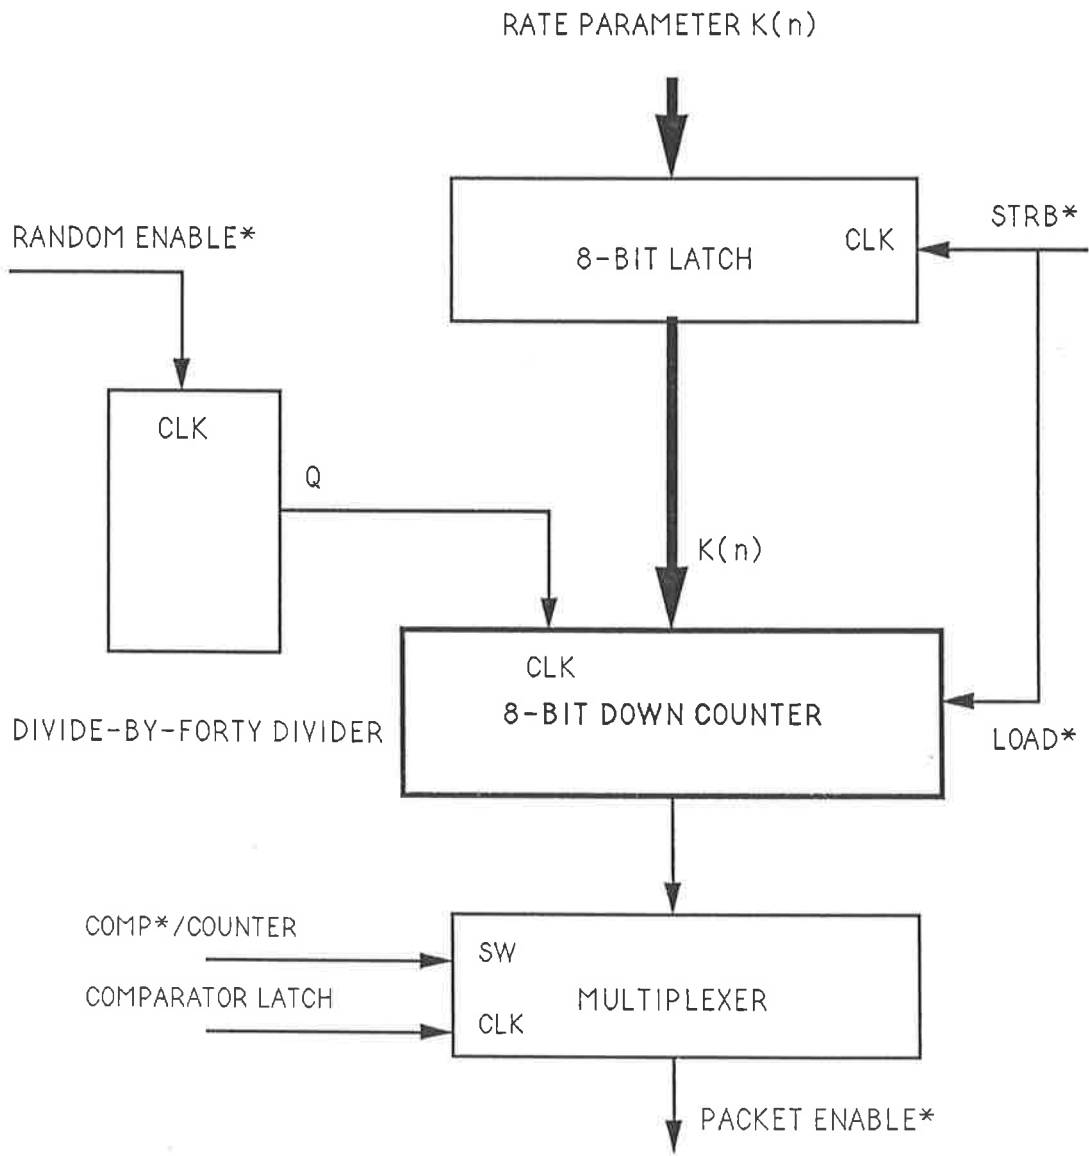 RATE PARAMETER K(n)
STRB*
RANDOM ENABLE*
CLK
8-BIT LATCH
CLK
Q
K(n)
CLK
8-BIT DOWN COUNTER
DIVIDE-BY-FORTY DIVIDER
LOAD*
COMP*/COUNTER
SW
COMPARATOR LATCH
MULTIPLEXER
CLK
PACKET ENABLE*